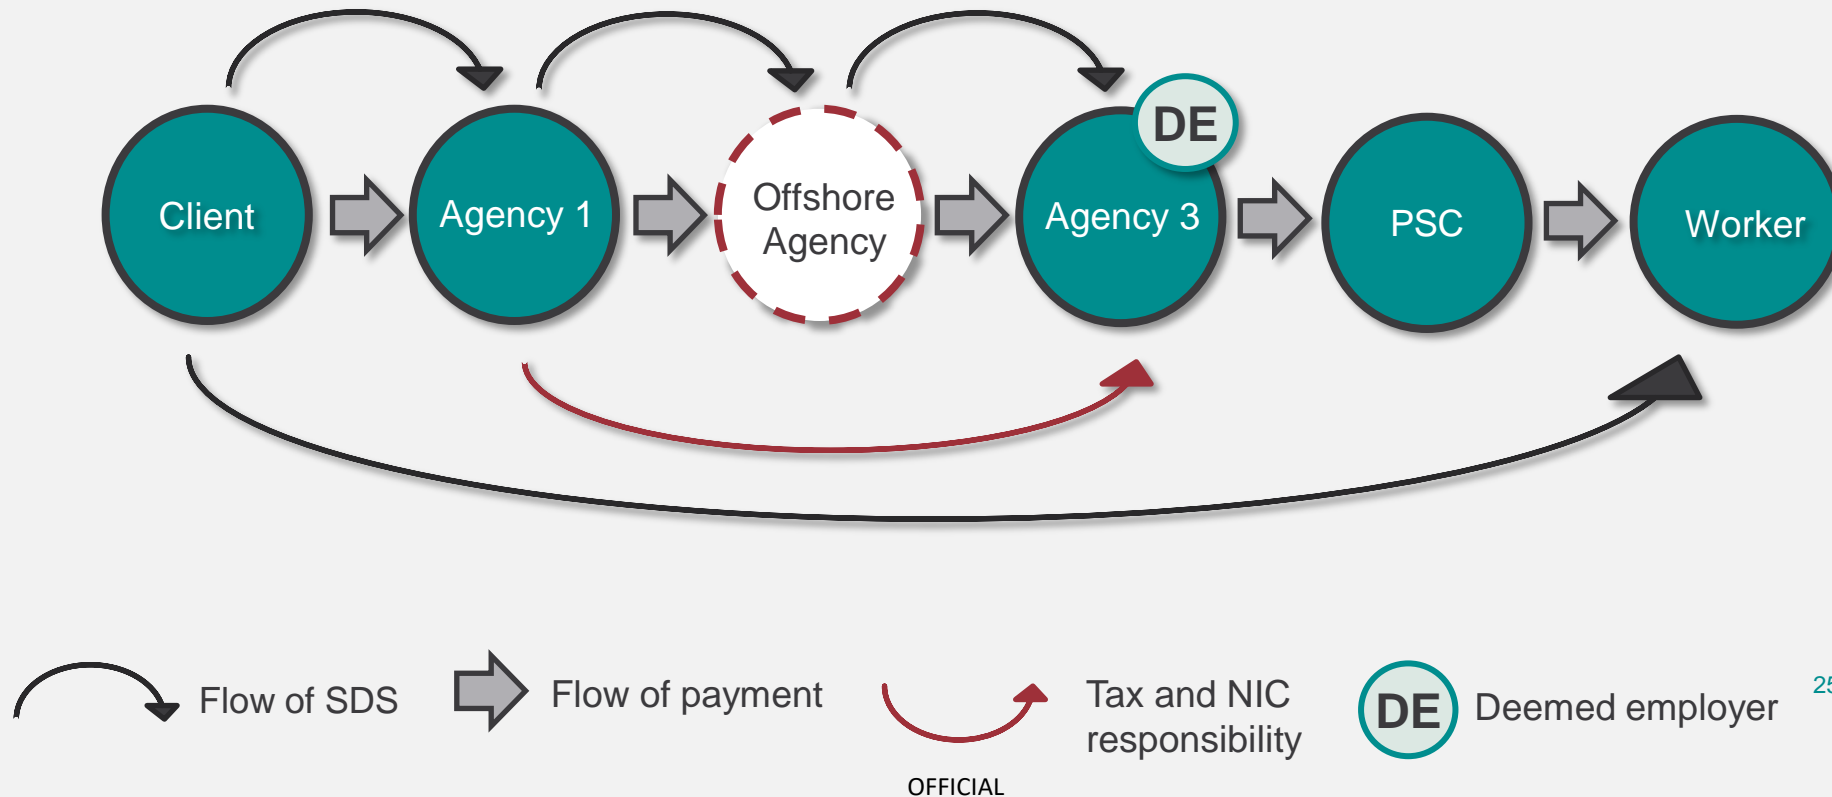 DE
Client
Agency 1
Offshore
Agency
Agency 3
PSC
Worker
Flow of SDS
Flow of payment
Tax and NIC
responsibility
DE
Deemed employer
25
OFFICIAL